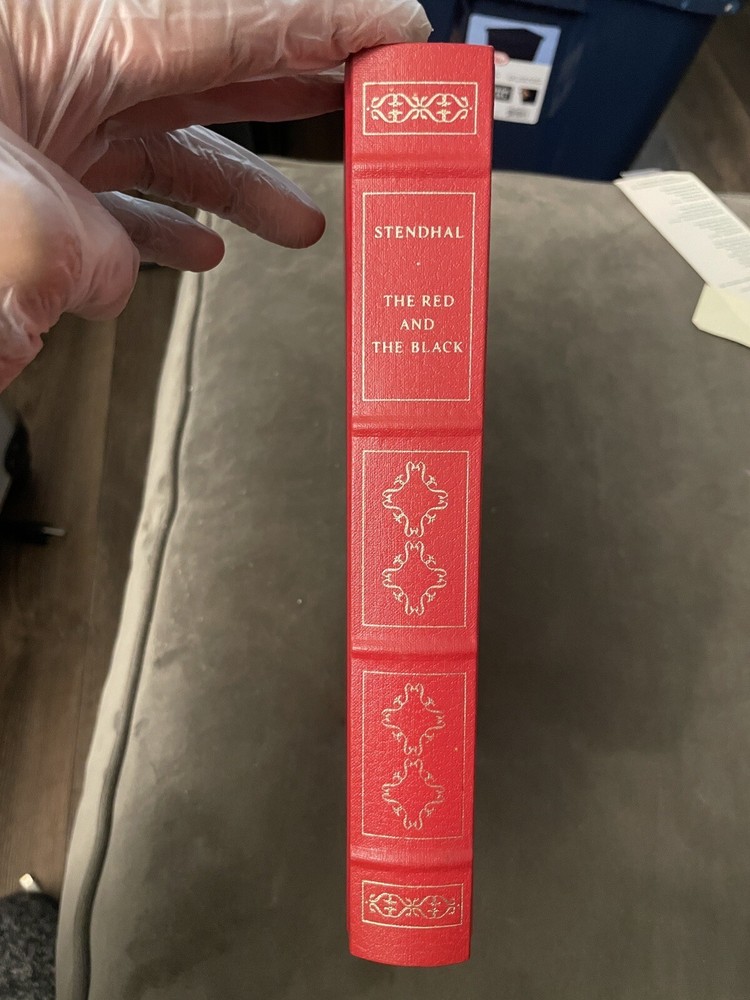 STENDHAL
THE RED
AND
THE BLACK